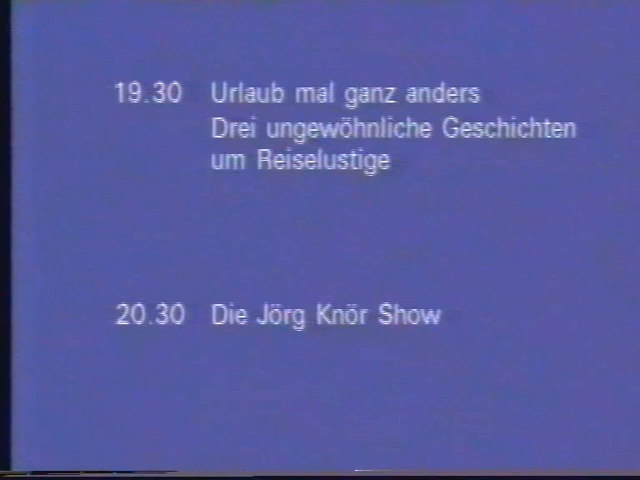 19.30 Urlaub mal ganz anders
Drei ungewöhnliche Geschichten
um Reiselustige
20.30 Die Jörg Knör Show